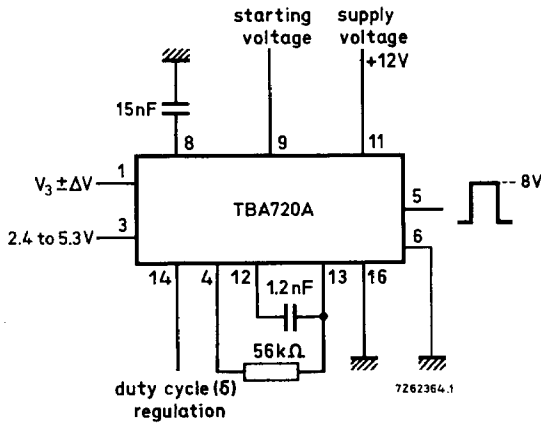 starting voltage
supply voltage
+12V
15nF
8
9
11
1
V₃ ±ΔV
TBA720A
5
8V
3
2.4 to 5.3V
6
14
4
12
1.2nF
13
16
56kΩ
duty cycle (δ)
regulation
7262364.1